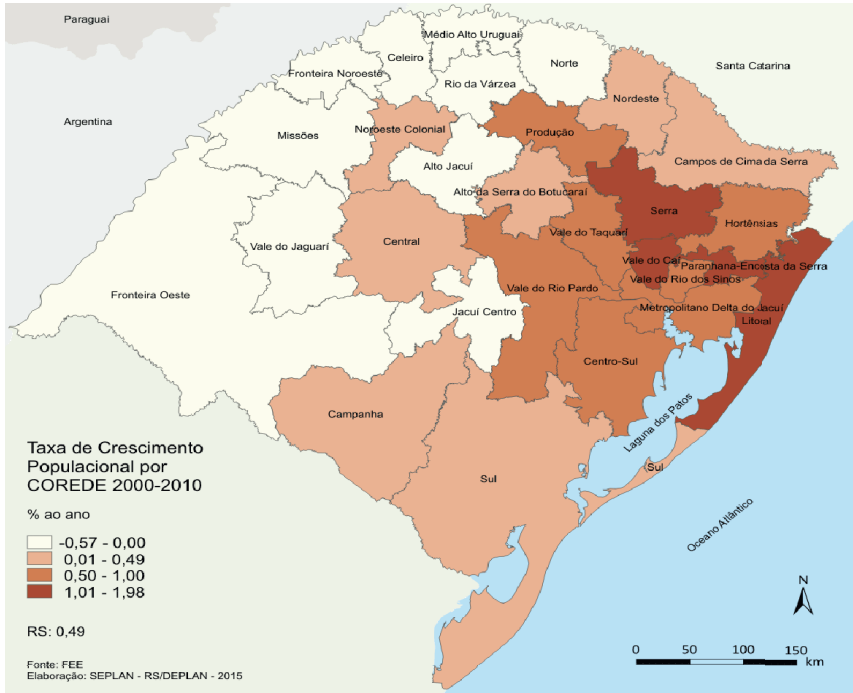 Paraguai
Médio Alto Uruguai
Celeiro
Norte
Santa Catarina
Fronteira Noroeste
Rio da Várzea
Nordeste
Argentina
Missões
Noroeste Colonial
Produção
Alto Jacuí
Campos de Cima da Serra
Alto da Serra do Botucaraí
Serra
Hortênsias
Vale do Taquari
Central
Vale do Jaguarí
Vale do Caí
Paranhana-Encosta da Serra
Vale do Rio dos Sinos
Fronteira Oeste
Vale do Rio Pardo
Metropolitano Delta do Jacuí
Jacuí Centro
Litoral
Centro-Sul
Campanha
Laguna dos Patos
Sul
Sul
Oceano Atlântico
Taxa de Crescimento
Populacional por
COREDE 2000-2010
% ao ano
-0,57 - 0,00
0,01 - 0,49
0,50 - 1,00
1,01 - 1,98
RS: 0,49
N
0 50 100 150
km
Fonte: FEE
Elaboração: SEPLAN - RS/DEPLAN - 2015